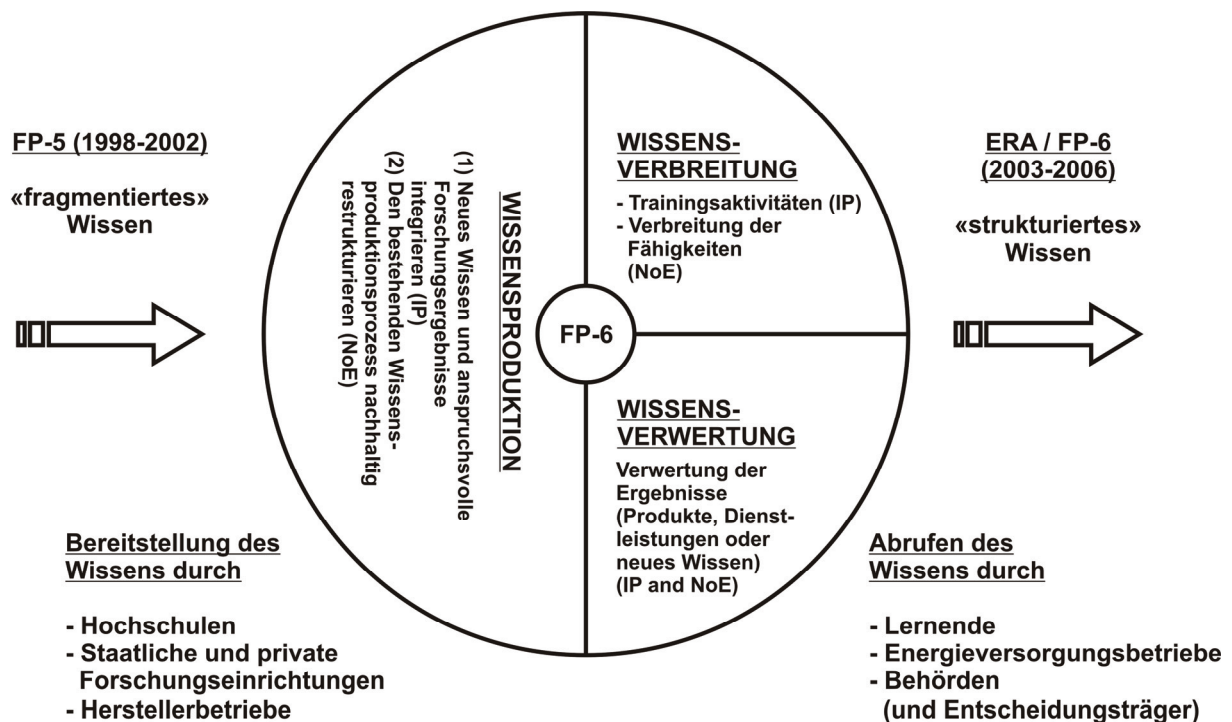 FP-5 (1998-2002)
«fragmentiertes»
Wissen
Bereitstellung des
Wissens durch
- Hochschulen
- Staatliche und private
Forschungseinrichtungen
- Herstellerbetriebe
WISSENSPRODUKTION
(1) Neues Wissen und anspruchsvolle
Forschungsergebnisse
integrieren (IP)
(2) Den bestehenden Wissens-
produktionsprozess nachhaltig
restrukturieren (NoE)
FP-6
WISSENS-
VERBREITUNG
- Trainingsaktivitäten (IP)
- Verbreitung der
Fähigkeiten
(NoE)
WISSENS-
VERWERTUNG
Verwertung der
Ergebnisse
(Produkte, Dienst-
leistungen oder
neues Wissen)
(IP and NoE)
ERA / FP-6
(2003-2006)
«strukturiertes»
Wissen
Abrufen des
Wissens durch
- Lernende
- Energieversorgungsbetriebe
- Behörden
(und Entscheidungsträger)